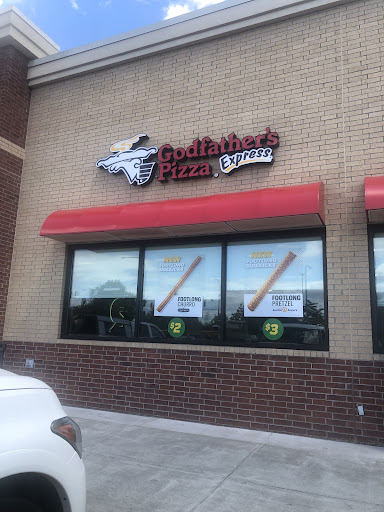 Godfather's
Pizza.
Express
FOOTLONG
CHURRO
$2
FOOTLONG
PRETZEL
$3